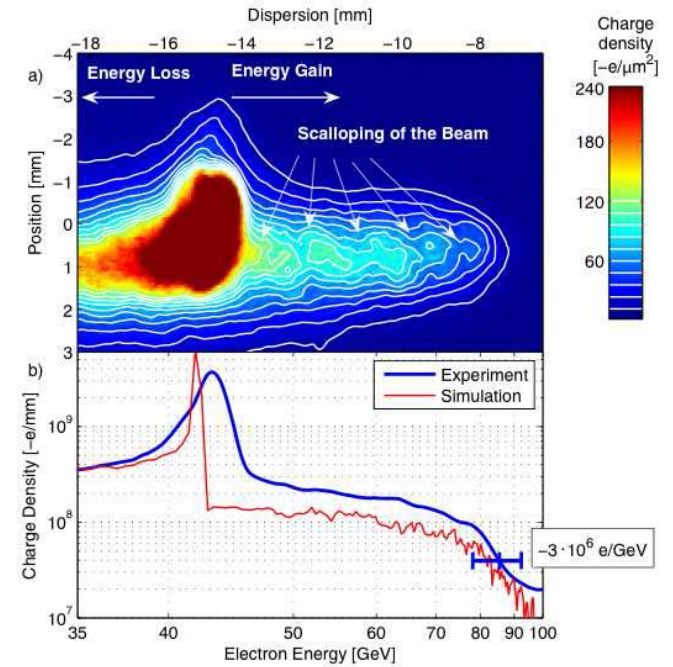 Dispersion [mm]
−18 −16 −14 −12 −10 −8
Charge
density
[−e/µm²]
a)
Position [mm]
−4
−3
−2
−1
0
1
2
3
Energy Loss
Energy Gain
Scalloping of the Beam
240
180
120
60
b)
Charge Density [−e/mm]
10⁹
10⁸
10⁷
Experiment
Simulation
−3·10⁶ e/GeV
35 40 50 60 70 80 90 100
Electron Energy [GeV]